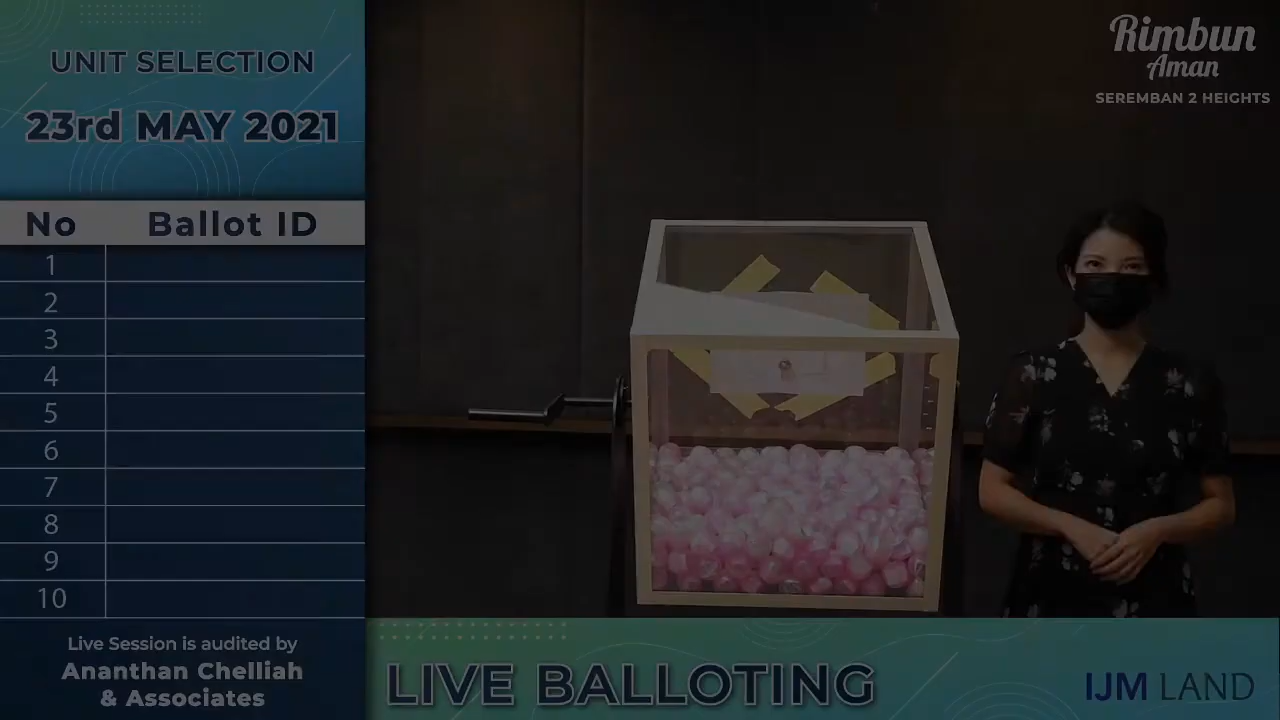 UNIT SELECTION
23rd MAY 2021
No Ballot ID
1
2
3
4
5
6
7
8
9
10
Live Session is audited by
Ananthan Chelliah
& Associates
Rimbun
Aman
SEREMBAN 2 HEIGHTS
LIVE BALLOTING
IJM LAND